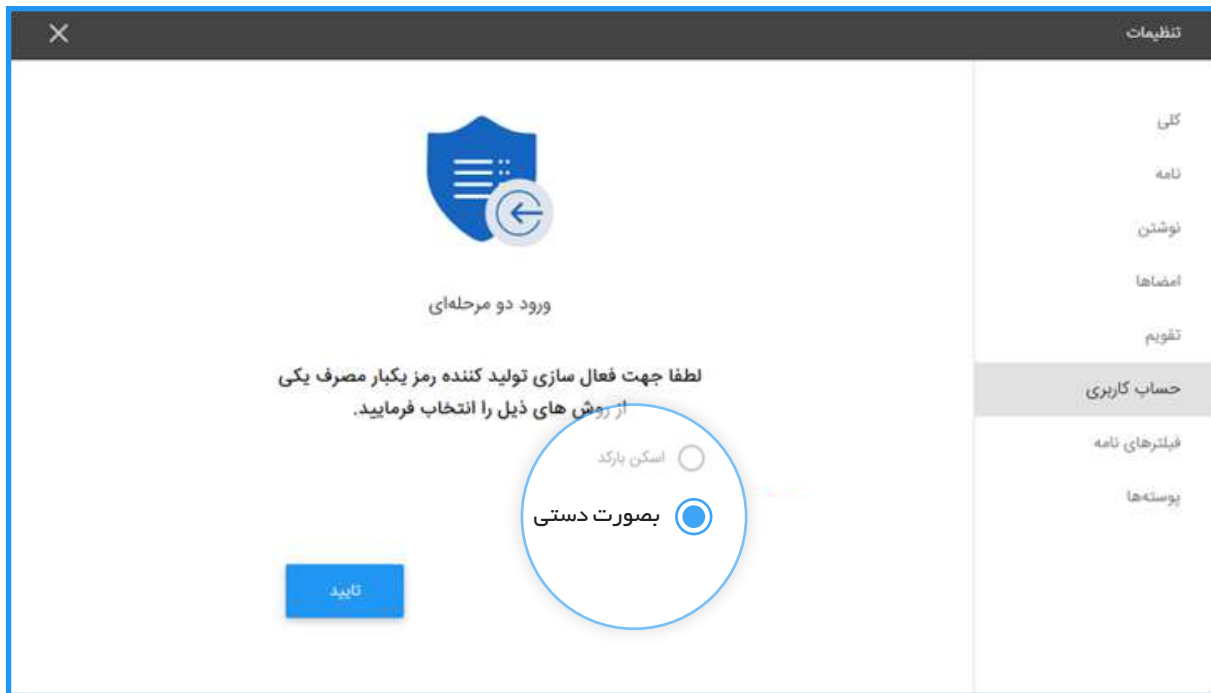 تنظیمات
کلی
نامه
نوشتن
امضاها
تقویم
حساب کاربری
فیلترهای نامه
پوسته‌ها
ورود دو مرحله‌ای
لطفا جهت فعال سازی تولید کننده رمز یکبار مصرف یکی
از روش های ذیل را انتخاب فرمایید.
اسکن بارکد
بصورت دستی
تایید